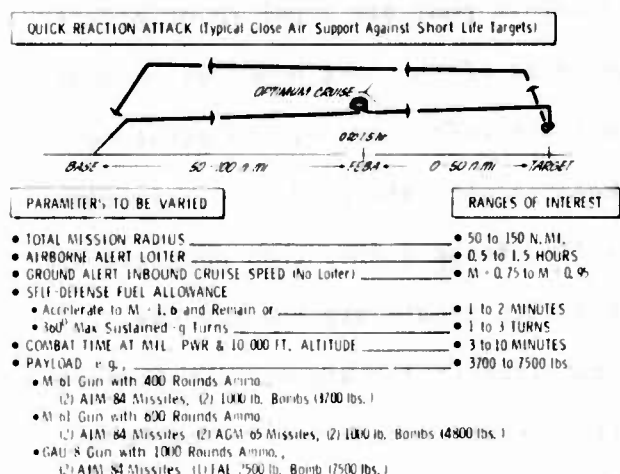 QUICK REACTION ATTACK (Typical Close Air Support Against Short Life Targets)
OPTIMUM CRUISE
BASE 50-100 n.mi FEBA 0-50 n.mi TARGET
PARAMETERS TO BE VARIED
RANGES OF INTEREST
• TOTAL MISSION RADIUS • 50 to 150 N.MI.
• AIRBORNE ALERT LOITER • 0.5 to 1.5 HOURS
• GROUND ALERT INBOUND CRUISE SPEED (No Loiter) • M = 0.75 to M = 0.95
• SELF-DEFENSE FUEL ALLOWANCE
• Accelerate to M = 1.6 and Remain or • 1 to 2 MINUTES
• 360° Max Sustained-g Turns • 1 to 3 TURNS
• COMBAT TIME AT MIL. PWR & 10,000 FT. ALTITUDE • 3 to 10 MINUTES
• PAYLOAD e.g., • 3700 to 7500 lbs.
• M-61 Gun with 400 Rounds Ammo.
(2) AIM-84 Missiles, (2) 1000 lb. Bombs (3700 lbs.)
• M-61 Gun with 600 Rounds Ammo.
(2) AIM-84 Missiles (2) AGM-65 Missiles, (2) 1000 lb. Bombs (4800 lbs.)
• GAU-8 Gun with 1000 Rounds Ammo.,
(2) AIM-84 Missiles (1) FAE 2500 lb. Bomb (7500 lbs.)